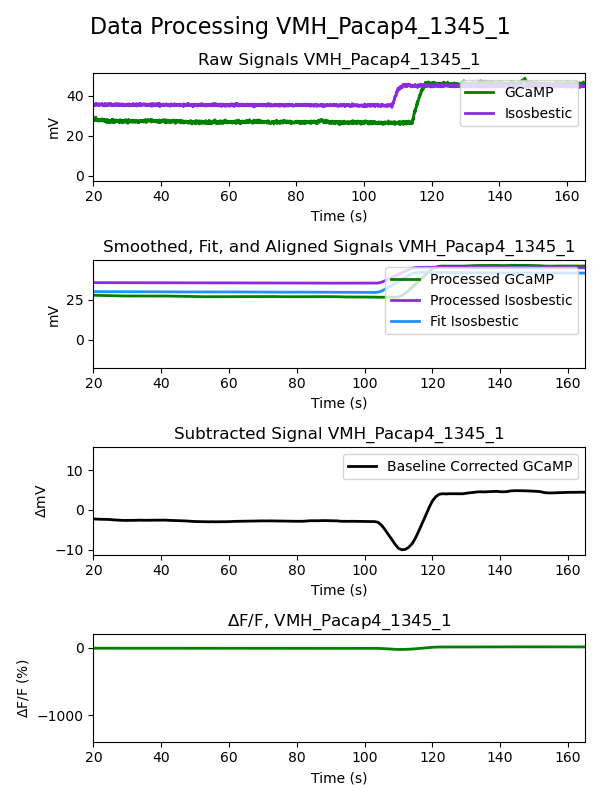 Data Processing VMH_Pacap4_1345_1
Raw Signals VMH_Pacap4_1345_1
mV
40
20
0
GCaMP
Isosbestic
20 40 60 80 100 120 140 160
Time (s)
Smoothed, Fit, and Aligned Signals VMH_Pacap4_1345_1
mV
25
0
Processed GCaMP
Processed Isosbestic
Fit Isosbestic
20 40 60 80 100 120 140 160
Time (s)
Subtracted Signal VMH_Pacap4_1345_1
ΔmV
10
0
−10
Baseline Corrected GCaMP
20 40 60 80 100 120 140 160
Time (s)
ΔF/F, VMH_Pacap4_1345_1
ΔF/F (%)
0
−1000
20 40 60 80 100 120 140 160
Time (s)